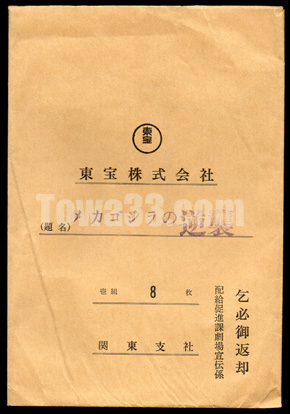 東宝
東宝株式会社
(題名) メカゴジラの逆襲
Towa33.com
壱組 8 枚
関東支社
乞必御返却
配給促進課劇場宣伝係